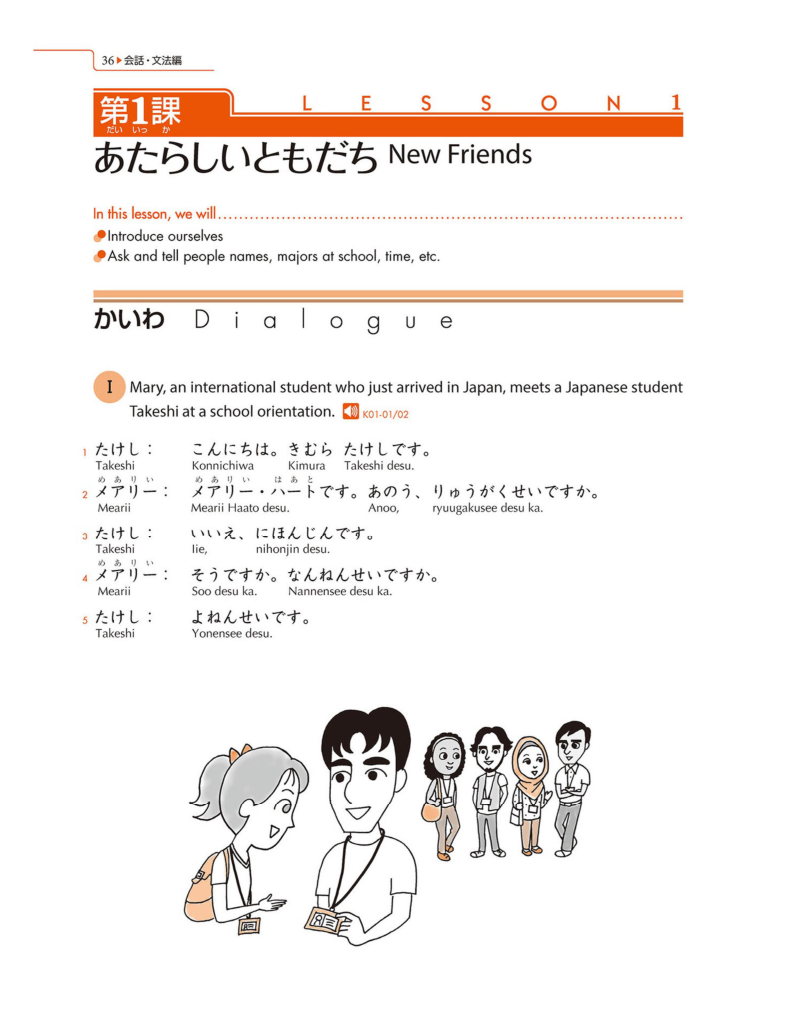 36▶会話・文法編
第1課 LESSON 1
だい いっ か
あたらしいともだち New Friends
In this lesson, we will
Introduce ourselves
Ask and tell people names, majors at school, time, etc.
かいわ Dialogue
I Mary, an international student who just arrived in Japan, meets a Japanese student
Takeshi at a school orientation. K01-01/02
1 たけし： こんにちは。きむら たけしです。
Takeshi Konnichiwa Kimura Takeshi desu.
めありい めありい はあと
2 メアリー： メアリー・ハートです。あのう、りゅうがくせいですか。
Mearii Mearii Haato desu. Anoo, ryuugakusee desu ka.
3 たけし： いいえ、にほんじんです。
Takeshi Iie, nihonjin desu.
めありい
4 メアリー： そうですか。なんねんせいですか。
Mearii Soo desu ka. Nannensee desu ka.
5 たけし： よねんせいです。
Takeshi Yonensee desu.